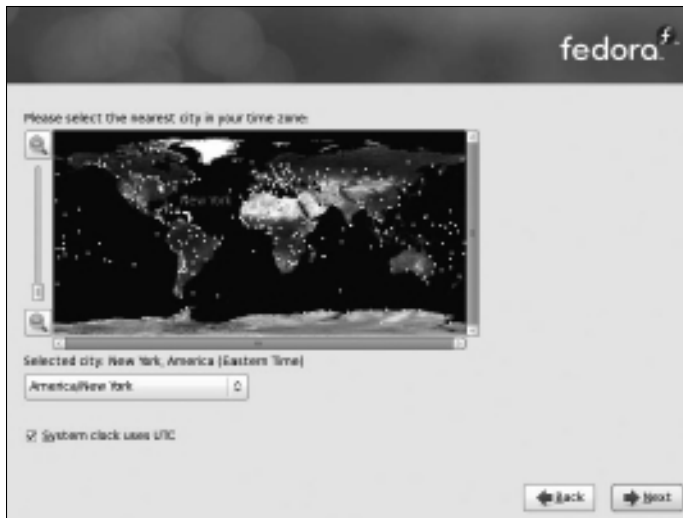 fedora
Please select the nearest city in your time zone:
New York
Selected city: New York, America (Eastern Time)
America/New York
System clock uses UTC
Back
Next